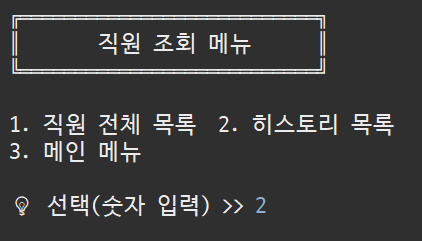 직원 조회 메뉴
1. 직원 전체 목록 2. 히스토리 목록
3. 메인 메뉴
선택(숫자 입력) >> 2